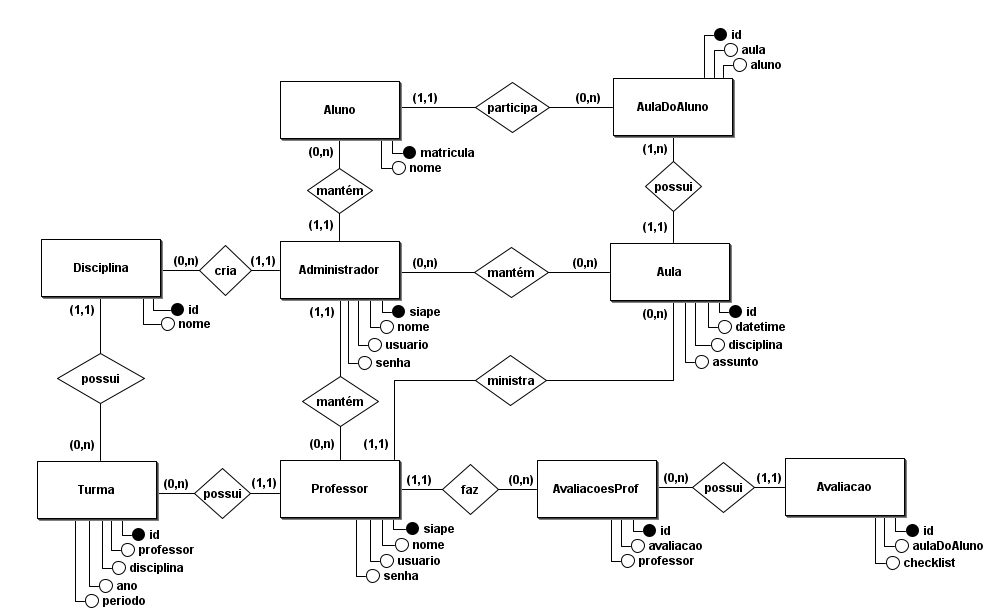 id
aula
aluno
Aluno
(1,1)
participa
(0,n)
AulaDoAluno
(0,n)
matricula
nome
(1,n)
mantém
possui
(1,1)
(1,1)
Disciplina
(0,n)
cria
(1,1)
Administrador
(0,n)
mantém
(0,n)
Aula
(1,1)
id
nome
(1,1)
siape
nome
usuario
senha
(0,n)
id
datetime
disciplina
assunto
possui
mantém
ministra
(0,n)
(0,n)
(1,1)
Turma
(0,n)
possui
(1,1)
Professor
(1,1)
faz
(0,n)
AvaliacoesProf
(0,n)
possui
(1,1)
Avaliacao
id
professor
disciplina
ano
periodo
siape
nome
usuario
senha
id
avaliacao
professor
id
aulaDoAluno
checklist